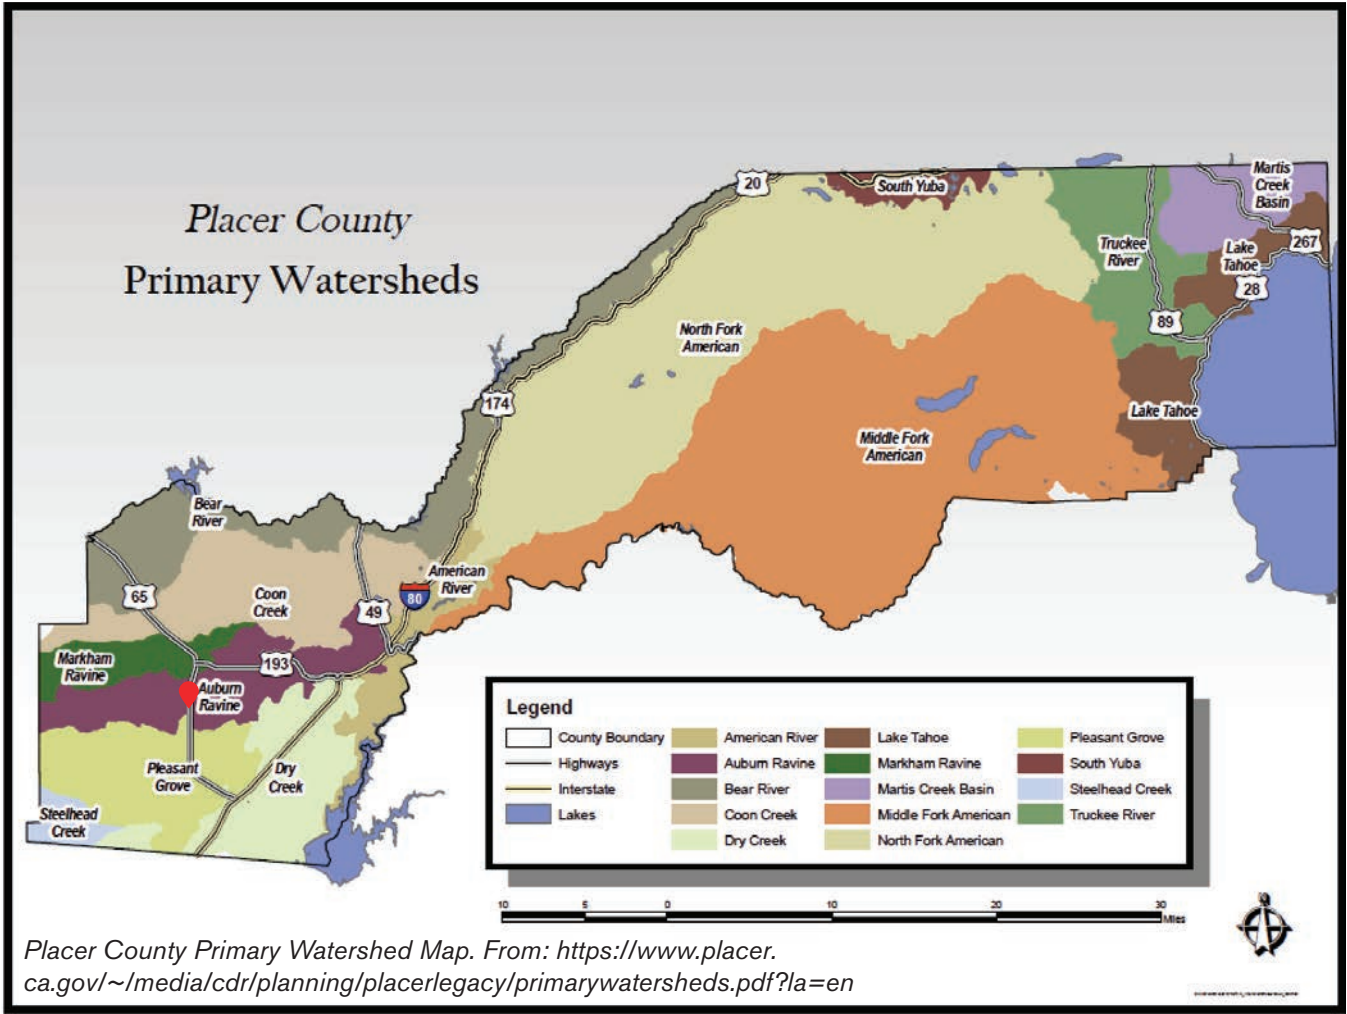 Placer County
Primary Watersheds
20
South Yuba
Martis
Creek
Basin
Truckee
River
Lake
Tahoe
267
28
89
North Fork
American
174
Lake Tahoe
Middle Fork
American
Bear
River
American
River
65
Coon
Creek
80
49
Markham
Ravine
193
Auburn
Ravine
Pleasant
Grove
Dry
Creek
Steelhead
Creek
Legend
County Boundary
Highways
Interstate
Lakes
American River
Auburn Ravine
Bear River
Coon Creek
Dry Creek
Lake Tahoe
Markham Ravine
Martis Creek Basin
Middle Fork American
North Fork American
Pleasant Grove
South Yuba
Steelhead Creek
Truckee River
10 5 0 10 20 30
Miles
Placer County Primary Watershed Map. From: https://www.placer.
ca.gov/~/media/cdr/planning/placerlegacy/primarywatersheds.pdf?la=en